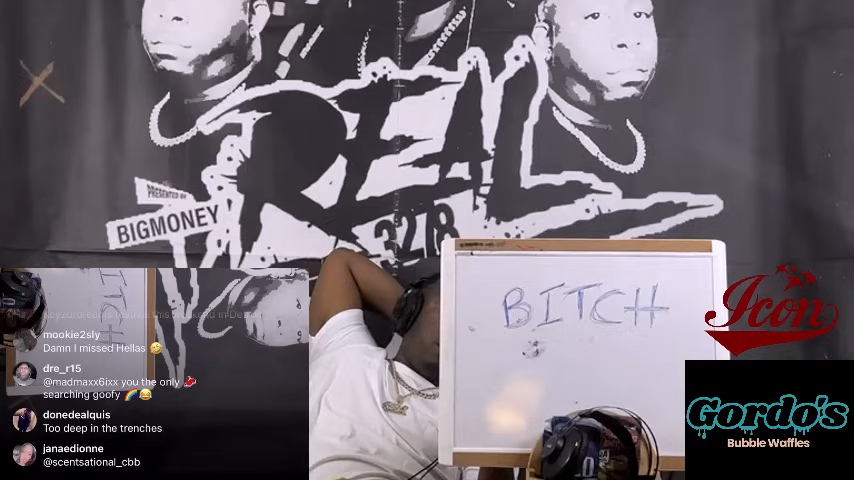 REAL
PRESENTED BY
BIGMONEY
3278
BITCH
mookie2sly
Damn I missed Hellas 🤣
dre_r15
@madmaxx6ixx you the only 🥩
searching goofy 🌈😂
donedealquis
Too deep in the trenches
janaedionne
@scentsational_cbb
Icon
Gordo's
Bubble Waffles